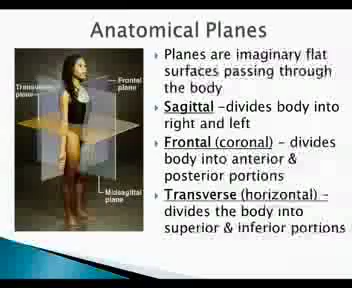 Anatomical Planes
Planes are imaginary flat
surfaces passing through
the body
Sagittal -divides body into
right and left
Frontal (coronal) - divides
body into anterior &
posterior portions
Transverse (horizontal) -
divides the body into
superior & inferior portions
Transverse
plane
Frontal
plane
Midsagittal
plane